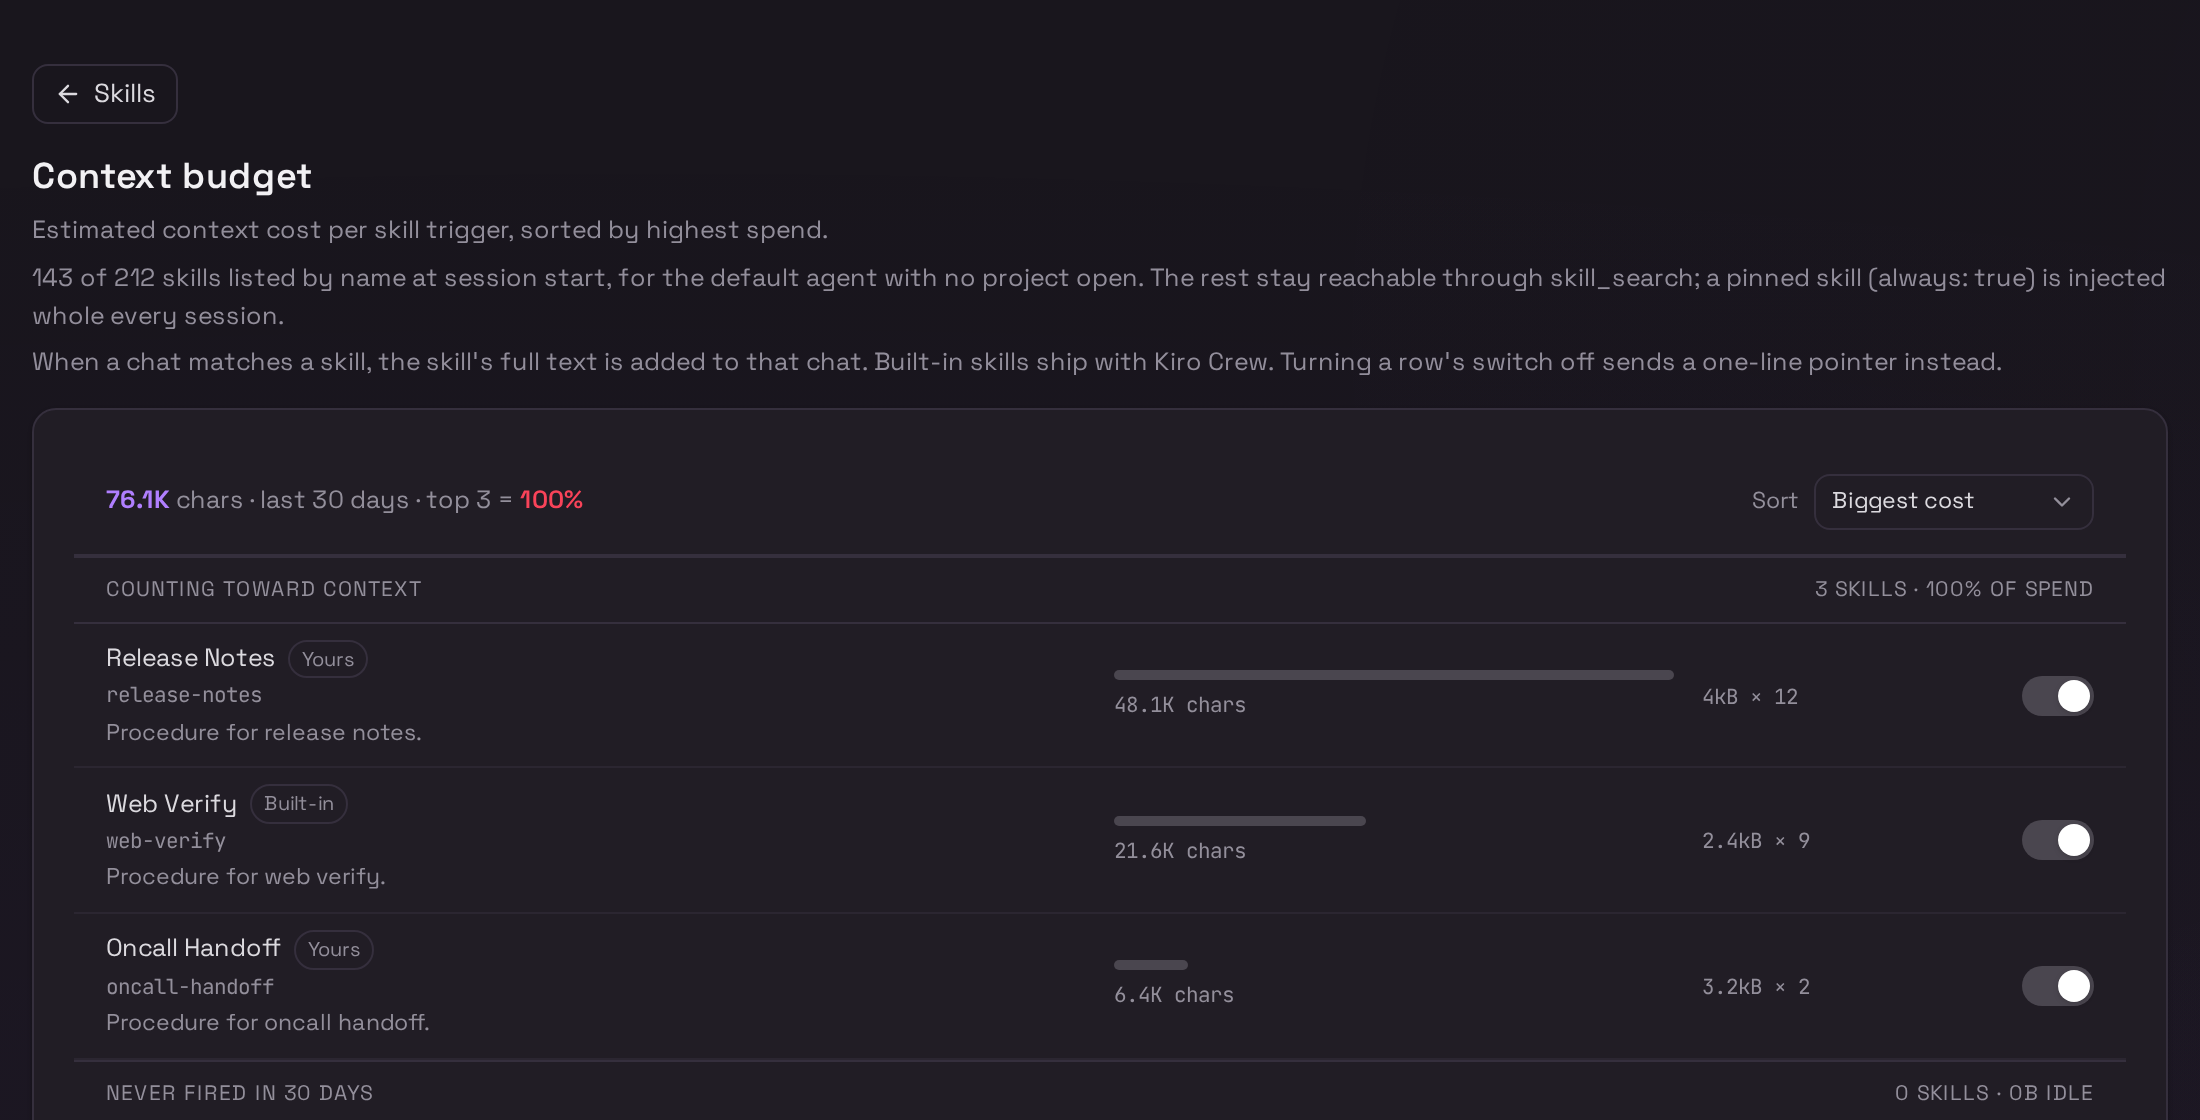 Skills
Context budget
Estimated context cost per skill trigger, sorted by highest spend.
143 of 212 skills listed by name at session start, for the default agent with no project open. The rest stay reachable through skill_search; a pinned skill (always: true) is injected
whole every session.
When a chat matches a skill, the skill's full text is added to that chat. Built-in skills ship with Kiro Crew. Turning a row's switch off sends a one-line pointer instead.
76.1K chars · last 30 days · top 3 = 100%
Sort Biggest cost
COUNTING TOWARD CONTEXT
3 SKILLS · 100% OF SPEND
Release Notes Yours
release-notes
Procedure for release notes.
48.1K chars
4kB × 12
Web Verify Built-in
web-verify
Procedure for web verify.
21.6K chars
2.4kB × 9
Oncall Handoff Yours
oncall-handoff
Procedure for oncall handoff.
6.4K chars
3.2kB × 2
NEVER FIRED IN 30 DAYS
0 SKILLS · 0B IDLE